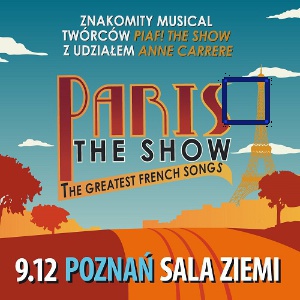 ZNAKOMITY MUSICAL
TWÓRCÓW PIAF! THE SHOW
Z UDZIAŁEM ANNE CARRERE
PARIS
THE SHOW
THE GREATEST FRENCH SONGS
9.12 POZNAŃ SALA ZIEMI